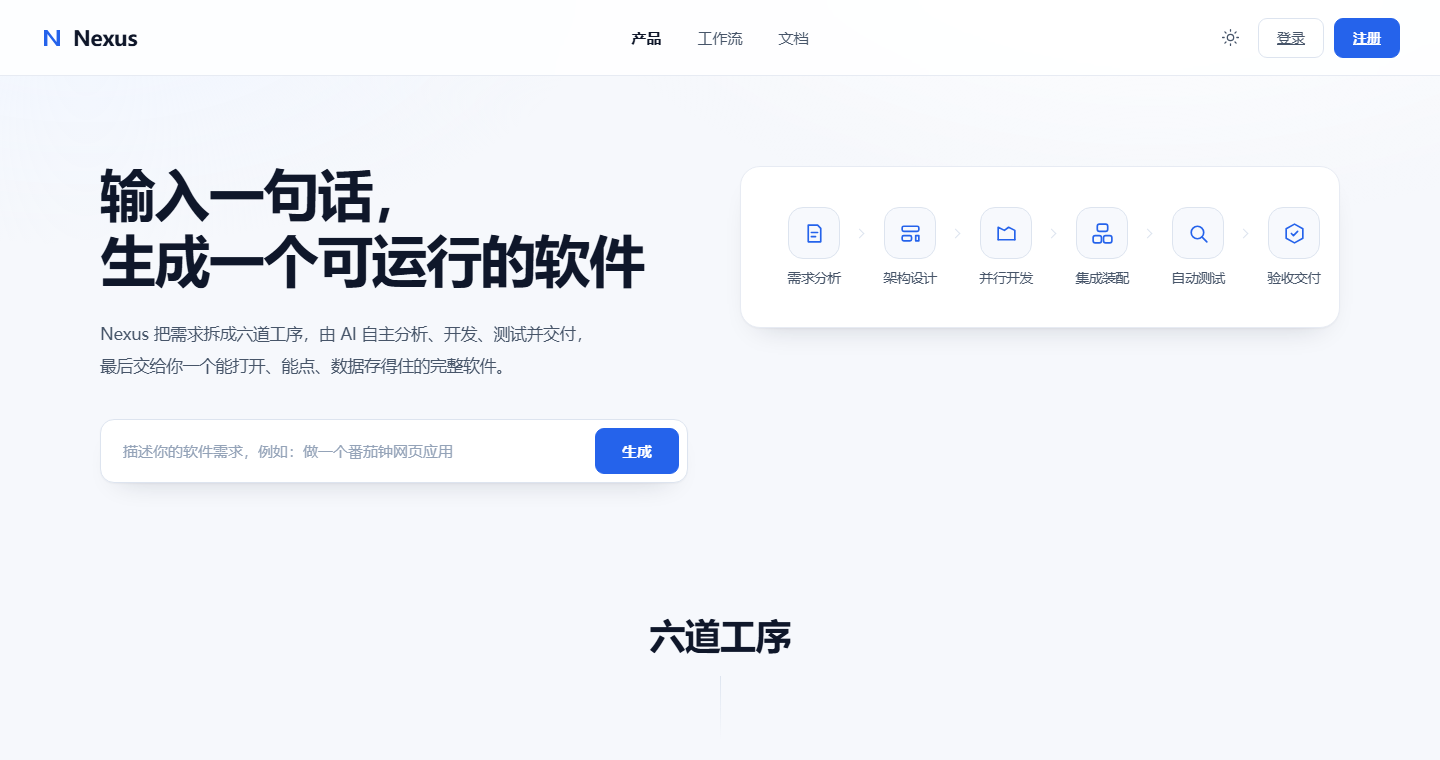 N Nexus
产品
工作流
文档
登录
注册
输入一句话，
生成一个可运行的软件
Nexus 把需求拆成六道工序，由 AI 自主分析、开发、测试并交付，
最后交给你一个能打开、能点、数据存得住的完整软件。
描述你的软件需求，例如：做一个番茄钟网页应用
生成
需求分析
架构设计
并行开发
集成装配
自动测试
验收交付
六道工序